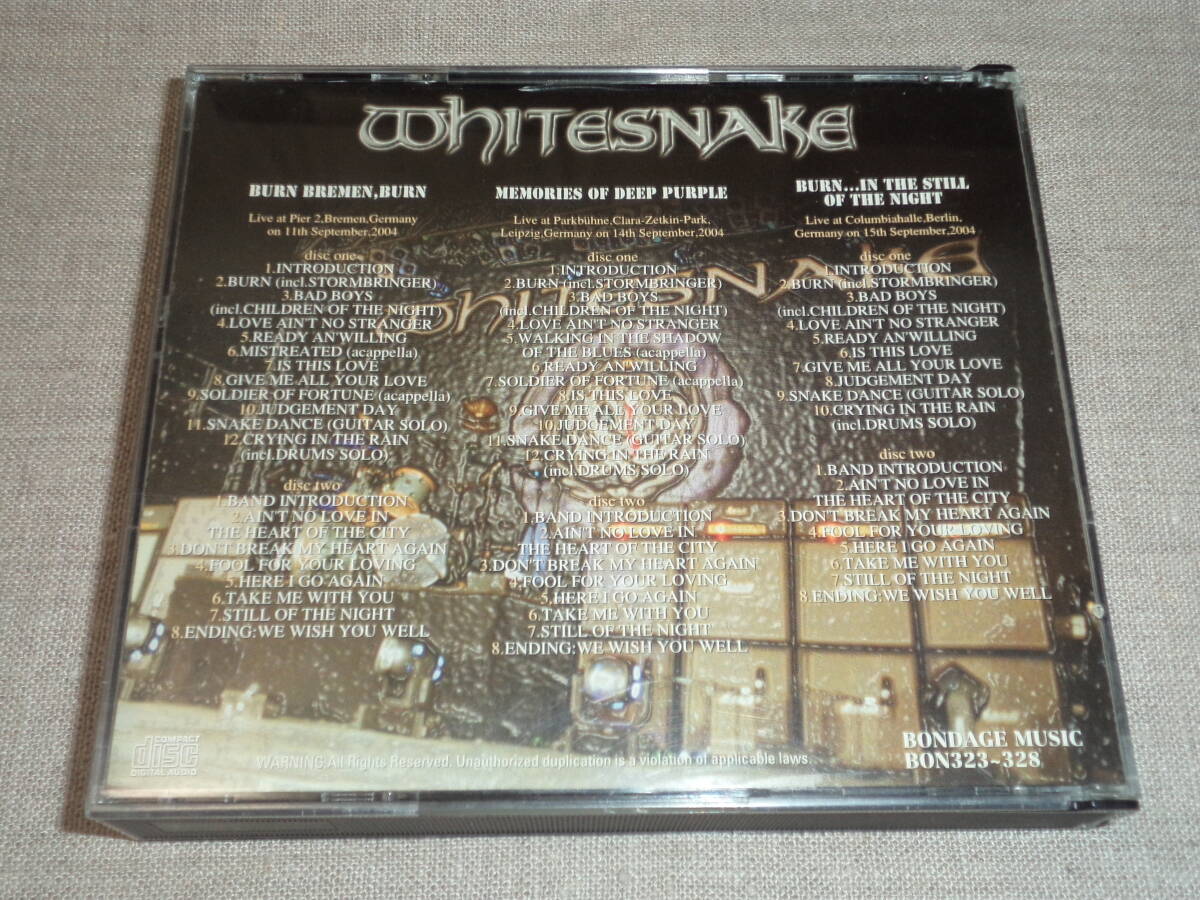 WHITESNAKE
BURN BREMEN,BURN
Live at Pier 2,Bremen,Germany
on 11th September,2004
disc one
1.INTRODUCTION
2.BURN (incl.STORMBRINGER)
3.BAD BOYS
(incl.CHILDREN OF THE NIGHT)
4.LOVE AIN'T NO STRANGER
5.READY AN'WILLING
6.MISTREATED (acappella)
7.IS THIS LOVE
8.GIVE ME ALL YOUR LOVE
9.SOLDIER OF FORTUNE (acappella)
10.JUDGEMENT DAY
11.SNAKE DANCE (GUITAR SOLO)
12.CRYING IN THE RAIN
(incl.DRUMS SOLO)
disc two
1.BAND INTRODUCTION
2.AIN'T NO LOVE IN
THE HEART OF THE CITY
3.DON'T BREAK MY HEART AGAIN
4.FOOL FOR YOUR LOVING
5.HERE I GO AGAIN
6.TAKE ME WITH YOU
7.STILL OF THE NIGHT
8.ENDING:WE WISH YOU WELL
MEMORIES OF DEEP PURPLE
Live at Parkbühne,Clara-Zetkin-Park,
Leipzig,Germany on 14th September,2004
disc one
1.INTRODUCTION
2.BURN (incl.STORMBRINGER)
3.BAD BOYS
(incl.CHILDREN OF THE NIGHT)
4.LOVE AIN'T NO STRANGER
5.WALKING IN THE SHADOW
OF THE BLUES (acappella)
6.READY AN'WILLING
7.SOLDIER OF FORTUNE (acappella)
8.IS THIS LOVE
9.GIVE ME ALL YOUR LOVE
10.JUDGEMENT DAY
11.SNAKE DANCE (GUITAR SOLO)
12.CRYING IN THE RAIN
(incl.DRUMS SOLO)
disc two
1.BAND INTRODUCTION
2.AIN'T NO LOVE IN
THE HEART OF THE CITY
3.DON'T BREAK MY HEART AGAIN
4.FOOL FOR YOUR LOVING
5.HERE I GO AGAIN
6.TAKE ME WITH YOU
7.STILL OF THE NIGHT
8.ENDING:WE WISH YOU WELL
BURN...IN THE STILL
OF THE NIGHT
Live at Columbiahalle,Berlin,
Germany on 15th September,2004
disc one
1.INTRODUCTION
2.BURN (incl.STORMBRINGER)
3.BAD BOYS
(incl.CHILDREN OF THE NIGHT)
4.LOVE AIN'T NO STRANGER
5.READY AN'WILLING
6.IS THIS LOVE
7.GIVE ME ALL YOUR LOVE
8.JUDGEMENT DAY
9.SNAKE DANCE (GUITAR SOLO)
10.CRYING IN THE RAIN
(incl.DRUMS SOLO)
disc two
1.BAND INTRODUCTION
2.AIN'T NO LOVE IN
THE HEART OF THE CITY
3.DON'T BREAK MY HEART AGAIN
4.FOOL FOR YOUR LOVING
5.HERE I GO AGAIN
6.TAKE ME WITH YOU
7.STILL OF THE NIGHT
8.ENDING:WE WISH YOU WELL
WHITESNAKE
COMPACT
disc
DIGITAL AUDIO
WARNING:All Rights Reserved. Unauthorized duplication is a violation of applicable laws.
BONDAGE MUSIC
BON323~328